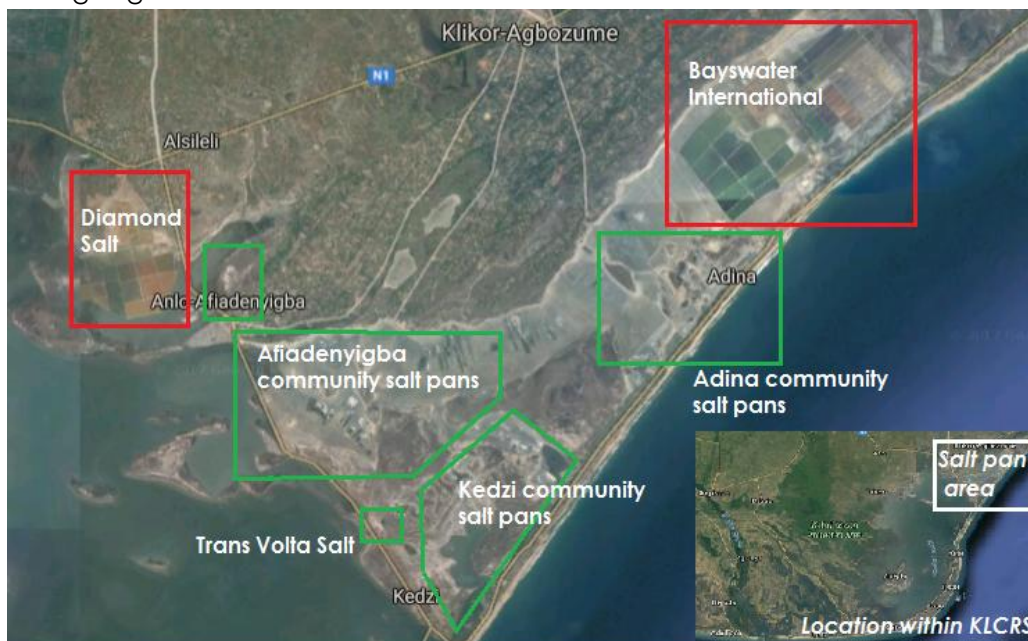 Klikor-Agbozume
N1
Bayswater
International
Alsileli
Diamond
Salt
Anlo-Afiadenyigba
Adina
Afiadenyigba
community salt pans
Adina community
salt pans
Kedzi community
salt pans
Trans Volta Salt
Kedzi
Salt pan
area
Location within KLCRS